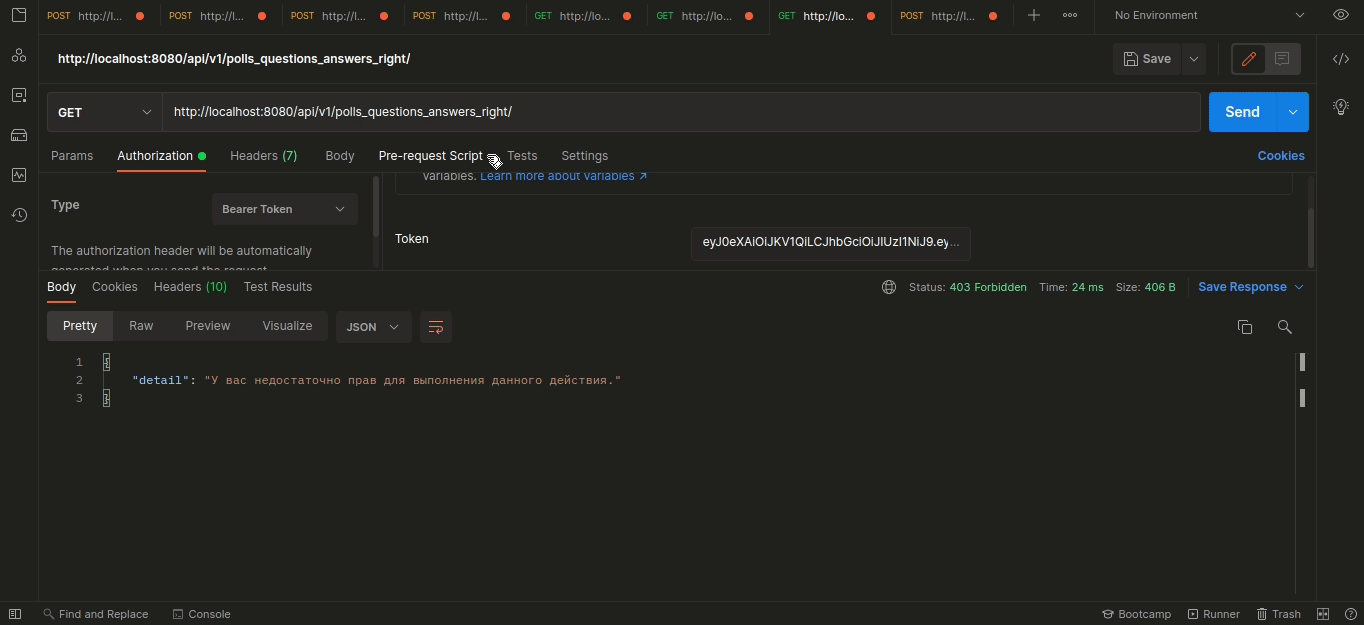 POST http://l... POST http://l... POST http://l... POST http://l... GET http://lo... GET http://lo... GET http://lo... POST http://l... No Environment
http://localhost:8080/api/v1/polls_questions_answers_right/ Save
GET http://localhost:8080/api/v1/polls_questions_answers_right/ Send
Params Authorization Headers (7) Body Pre-request Script Tests Settings Cookies
variables. Learn more about variables ↗
Type Bearer Token
Token eyJ0eXAiOiJKV1QiLCJhbGciOiJIUzI1NiJ9.ey...
The authorization header will be automatically
generated when you send the request.
Body Cookies Headers (10) Test Results Status: 403 Forbidden Time: 24 ms Size: 406 B Save Response
Pretty Raw Preview Visualize JSON
1 {
2 "detail": "У вас недостаточно прав для выполнения данного действия."
3 }
Find and Replace Console Bootcamp Runner Trash